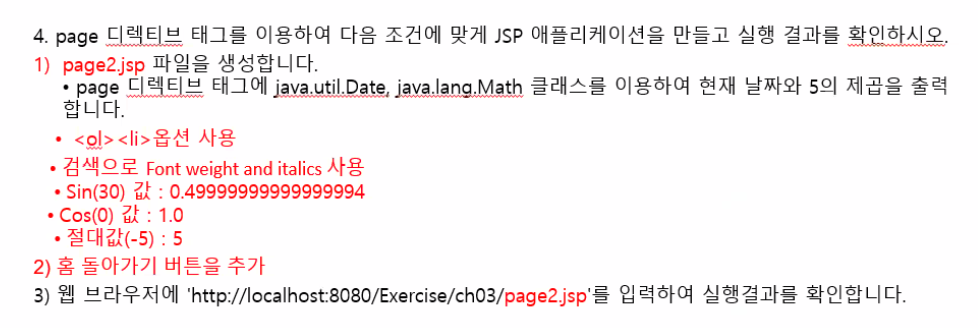 4. page 디렉티브 태그를 이용하여 다음 조건에 맞게 JSP 애플리케이션을 만들고 실행 결과를 확인하시오.
1) page2.jsp 파일을 생성합니다.
• page 디렉티브 태그에 java.util.Date, java.lang.Math 클래스를 이용하여 현재 날짜와 5의 제곱을 출력
합니다.
• <ol><li>옵션 사용
• 검색으로 Font weight and italics 사용
• Sin(30) 값 : 0.49999999999999994
• Cos(0) 값 : 1.0
• 절대값(-5) : 5
2) 홈 돌아가기 버튼을 추가
3) 웹 브라우저에 'http://localhost:8080/Exercise/ch03/page2.jsp'를 입력하여 실행결과를 확인합니다.